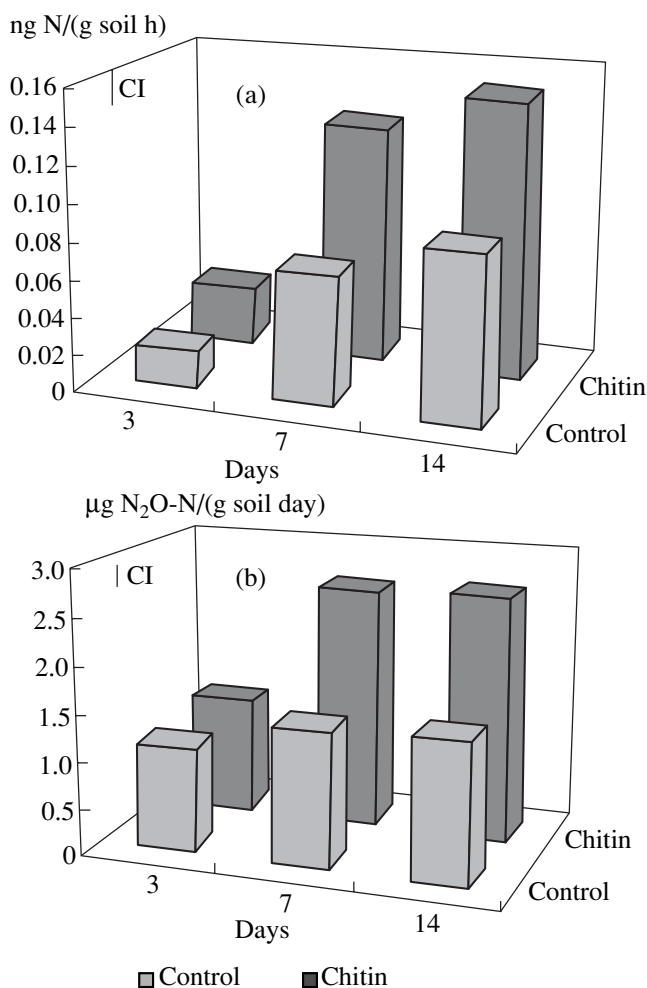 ng N/(g soil h)
0.16
CI
(a)
0.14
0.12
0.10
0.08
0.06
0.04
0.02
0
3
7
14
Days
Chitin
Control
µg N₂O-N/(g soil day)
3.0
CI
(b)
2.5
2.0
1.5
1.0
0.5
0
3
7
14
Days
Chitin
Control
Control Chitin